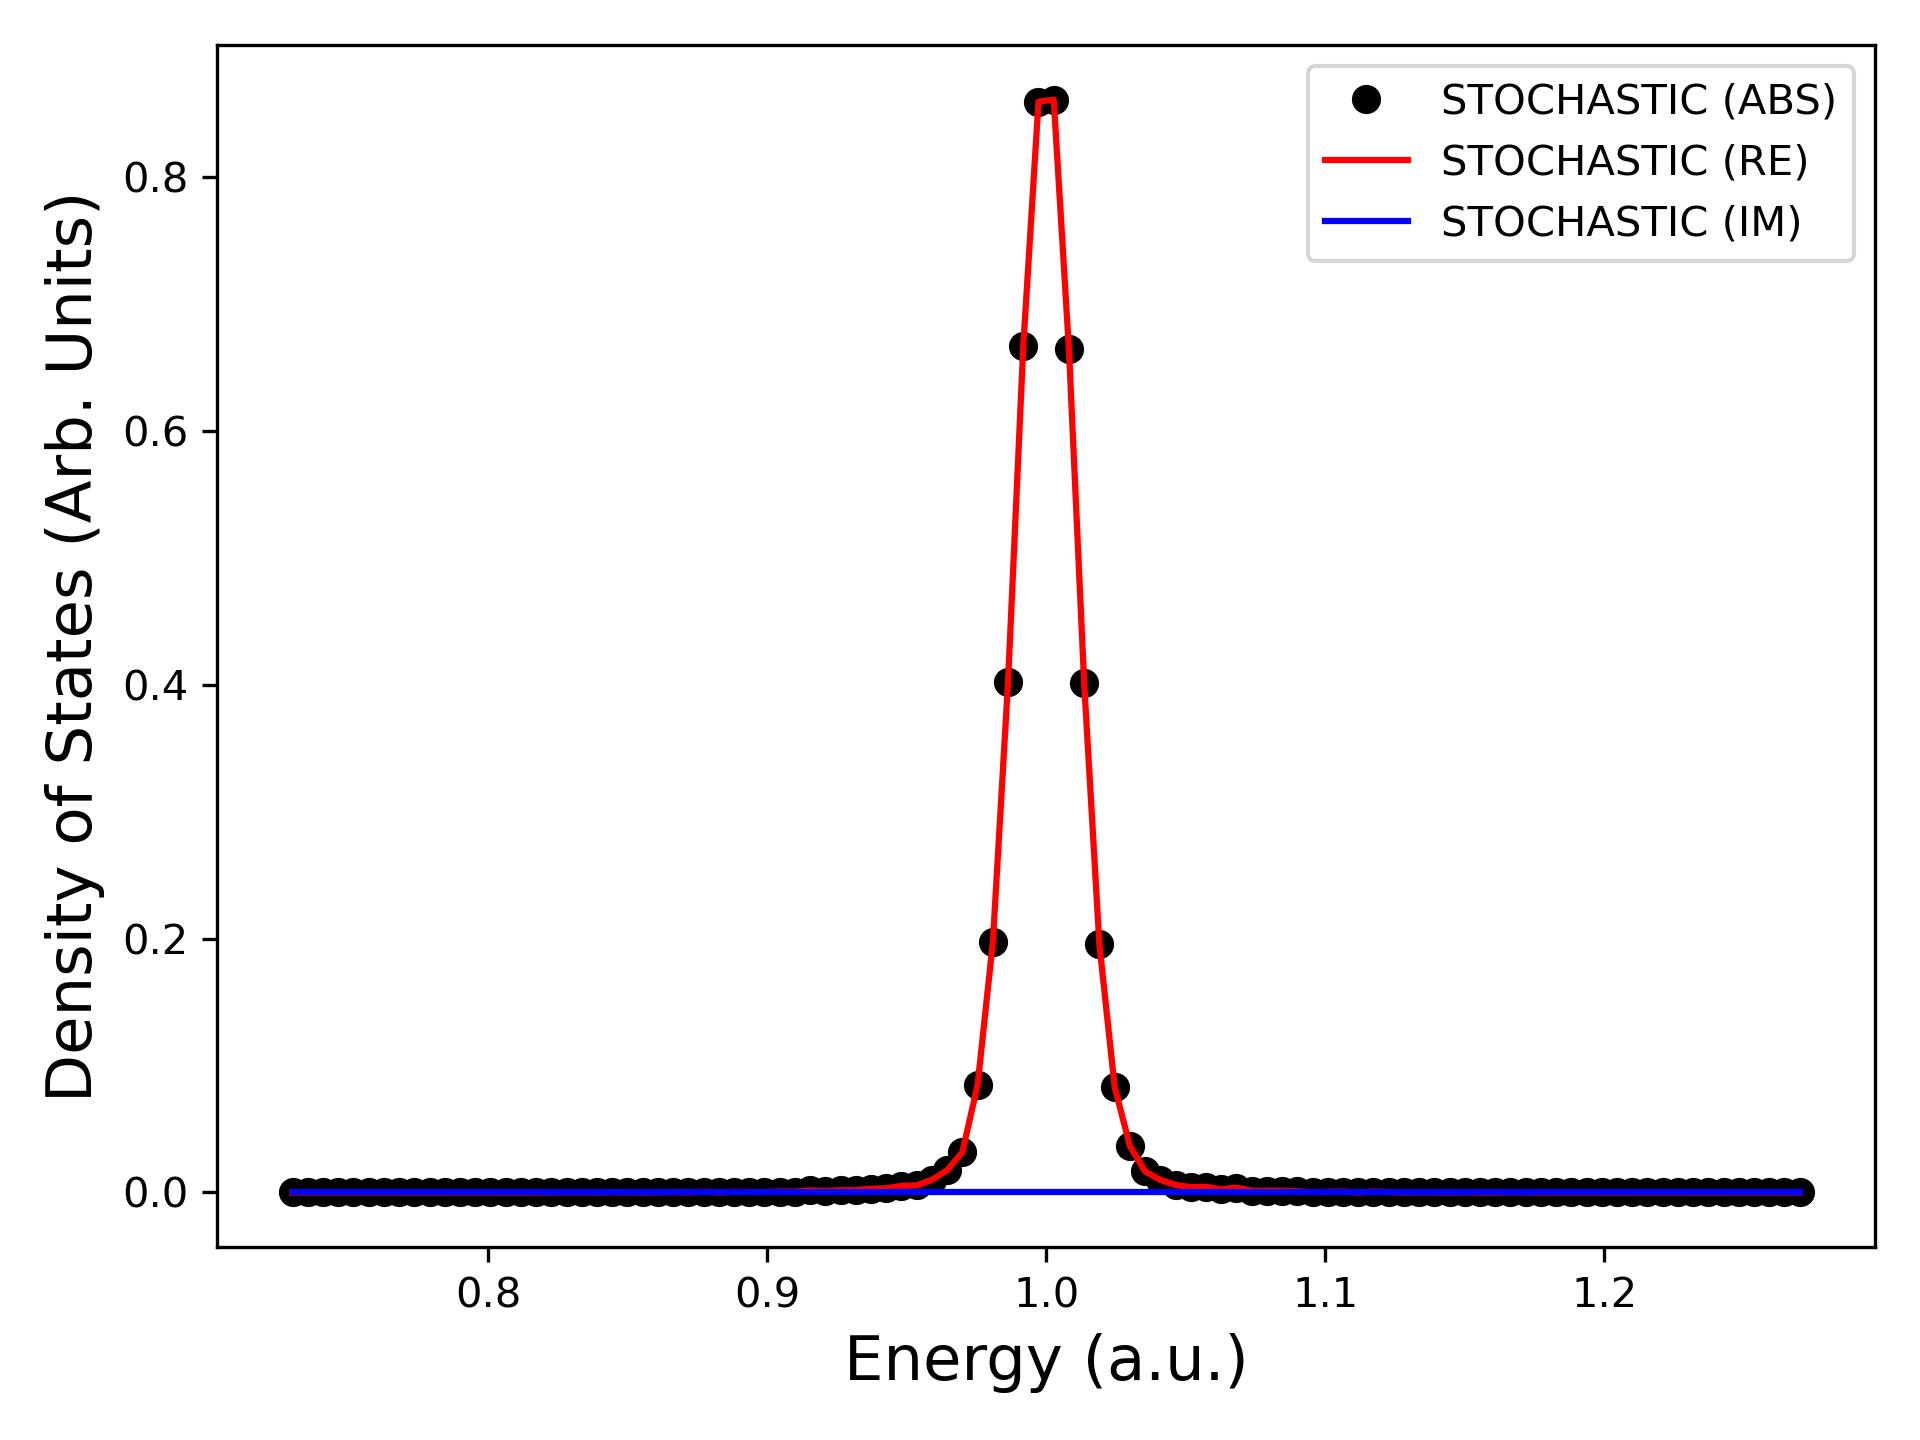 STOCHASTIC (ABS)
STOCHASTIC (RE)
STOCHASTIC (IM)
Density of States (Arb. Units)
0.8
0.6
0.4
0.2
0.0
0.8
0.9
1.0
1.1
1.2
Energy (a.u.)